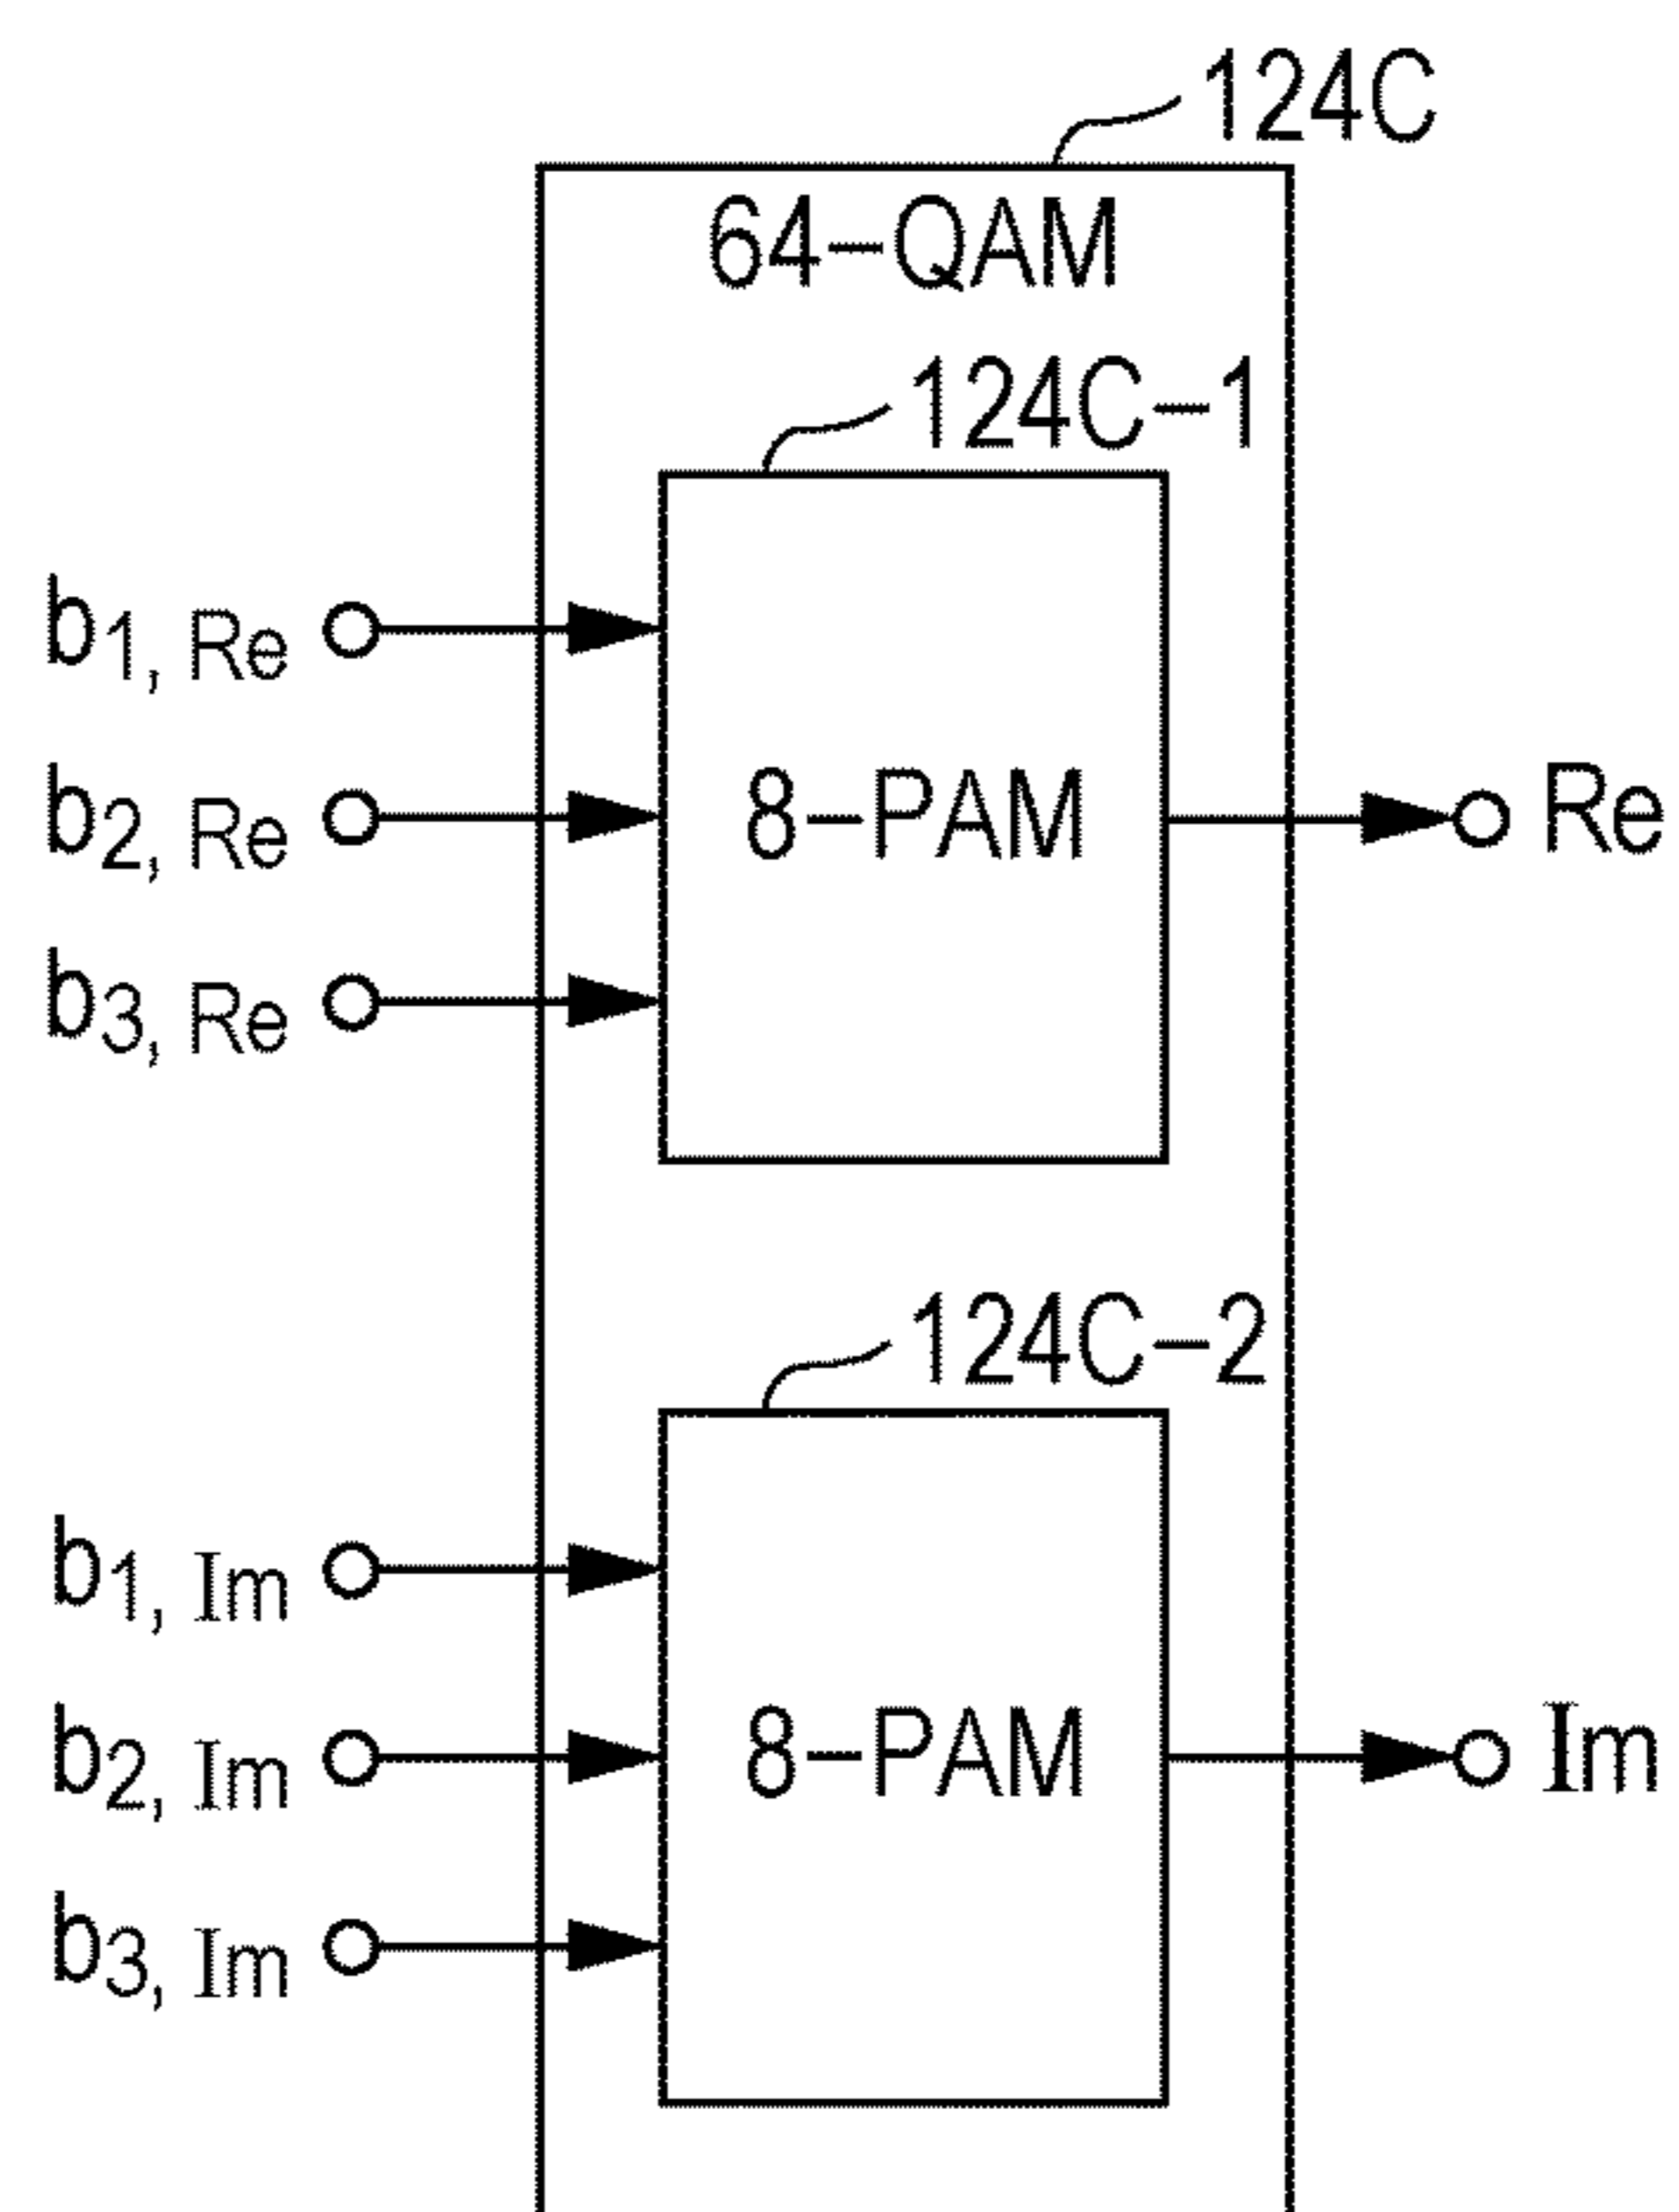 124C
64-QAM
124C-1
b1, Re
b2, Re
8-PAM
Re
b3, Re
124C-2
b1, Im
b2, Im
8-PAM
Im
b3, Im